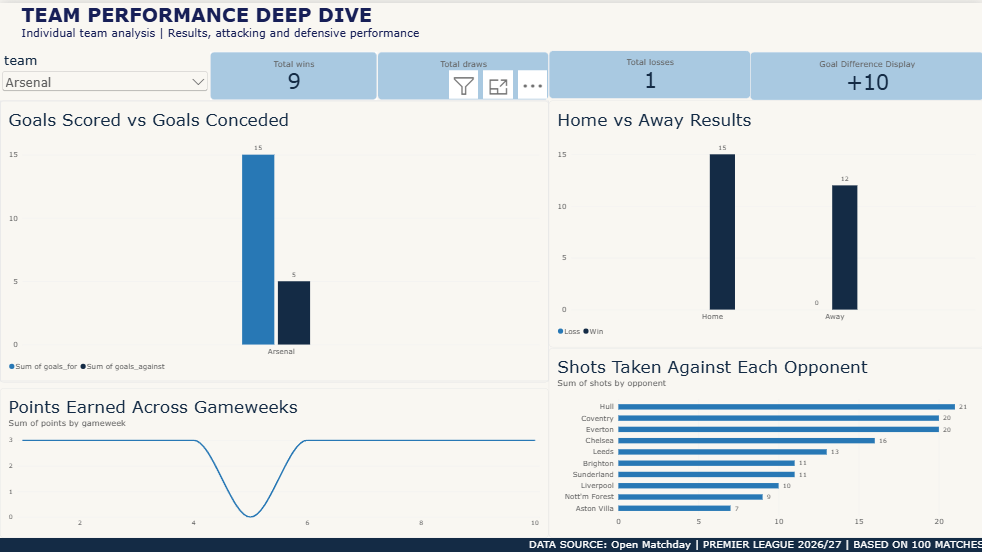 TEAM PERFORMANCE DEEP DIVE
Individual team analysis | Results, attacking and defensive performance
team
Arsenal
Total wins
9
Total draws
Total losses
1
Goal Difference Display
+10
Goals Scored vs Goals Conceded
15
10
5
0
15
5
Arsenal
Sum of goals_for Sum of goals_against
Home vs Away Results
15
10
5
0
15
0
12
Home
Away
Loss Win
Points Earned Across Gameweeks
Sum of points by gameweek
3
2
1
0
2 4 6 8 10
Shots Taken Against Each Opponent
Sum of shots by opponent
Hull 21
Coventry 20
Everton 20
Chelsea 16
Leeds 13
Brighton 11
Sunderland 11
Liverpool 10
Nott'm Forest 9
Aston Villa 7
0 5 10 15 20
DATA SOURCE: Open Matchday | PREMIER LEAGUE 2026/27 | BASED ON 100 MATCHES